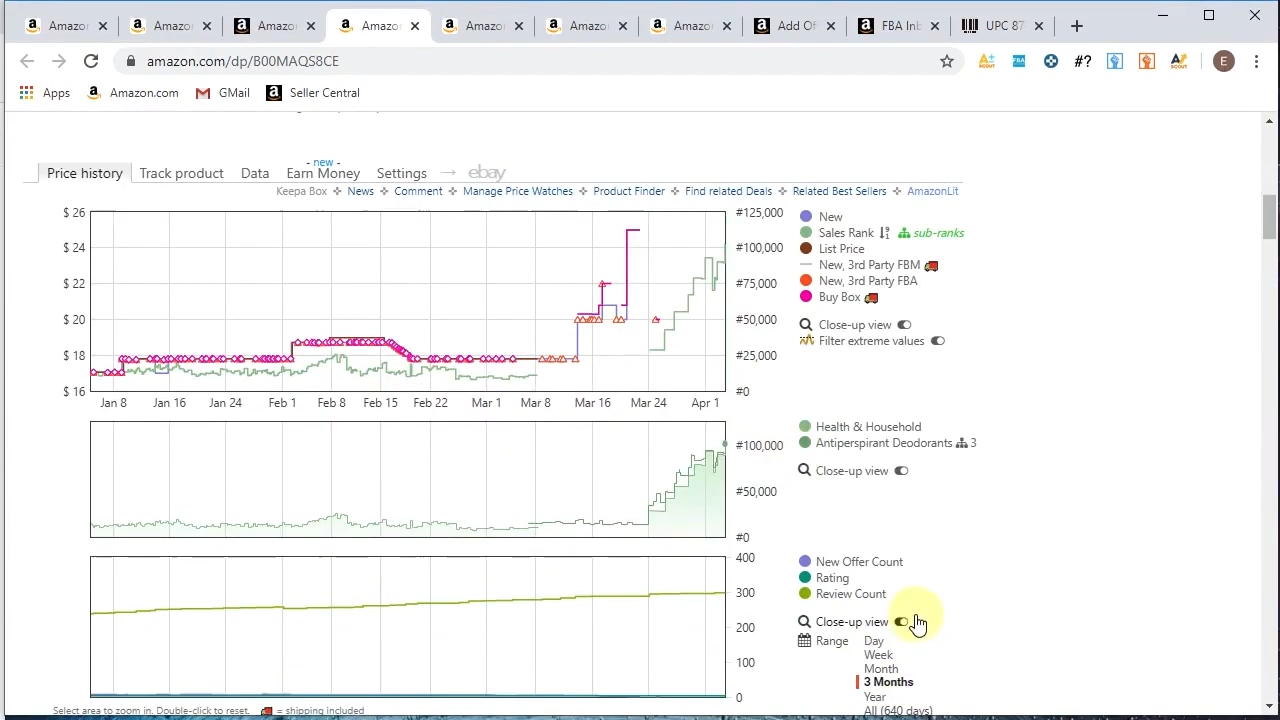 Amazon Amazon Amazon Amazon Amazon Amazon Amazon Add Of FBA Inb UPC 87
amazon.com/dp/B00MAQS8CE
#? FBA E
Apps Amazon.com GMail Seller Central
- new -
Price history Track product Data Earn Money Settings → ebay
Keepa Box News Comment Manage Price Watches Product Finder Find related Deals Related Best Sellers AmazonLit
$ 26 #125,000 New
Sales Rank sub-ranks
$ 24 #100,000 List Price
New, 3rd Party FBM
$ 22 #75,000 New, 3rd Party FBA
Buy Box
$ 20 #50,000 Close-up view
Filter extreme values
$ 18 #25,000
$ 16 #0
Jan 8 Jan 16 Jan 24 Feb 1 Feb 8 Feb 15 Feb 22 Mar 1 Mar 8 Mar 16 Mar 24 Apr 1
Health & Household
#100,000 Antiperspirant Deodorants 3
Close-up view
#50,000
#0
400 New Offer Count
Rating
300 Review Count
200 Close-up view
Range Day
Week
100 Month
3 Months
0 Year
Select area to zoom in. Double-click to reset. = shipping included All (640 days)